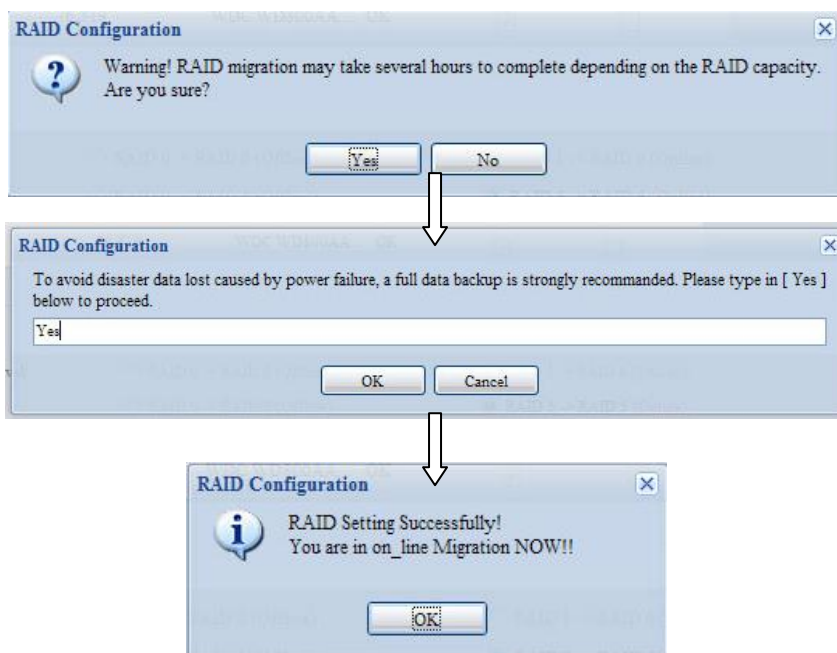 RAID Configuration
Warning! RAID migration may take several hours to complete depending on the RAID capacity.
Are you sure?
Yes
No
RAID Configuration
To avoid disaster data lost caused by power failure, a full data backup is strongly recommanded. Please type in [ Yes ]
below to proceed.
Yes
OK
Cancel
RAID Configuration
RAID Setting Successfully!
You are in on_line Migration NOW!!
OK